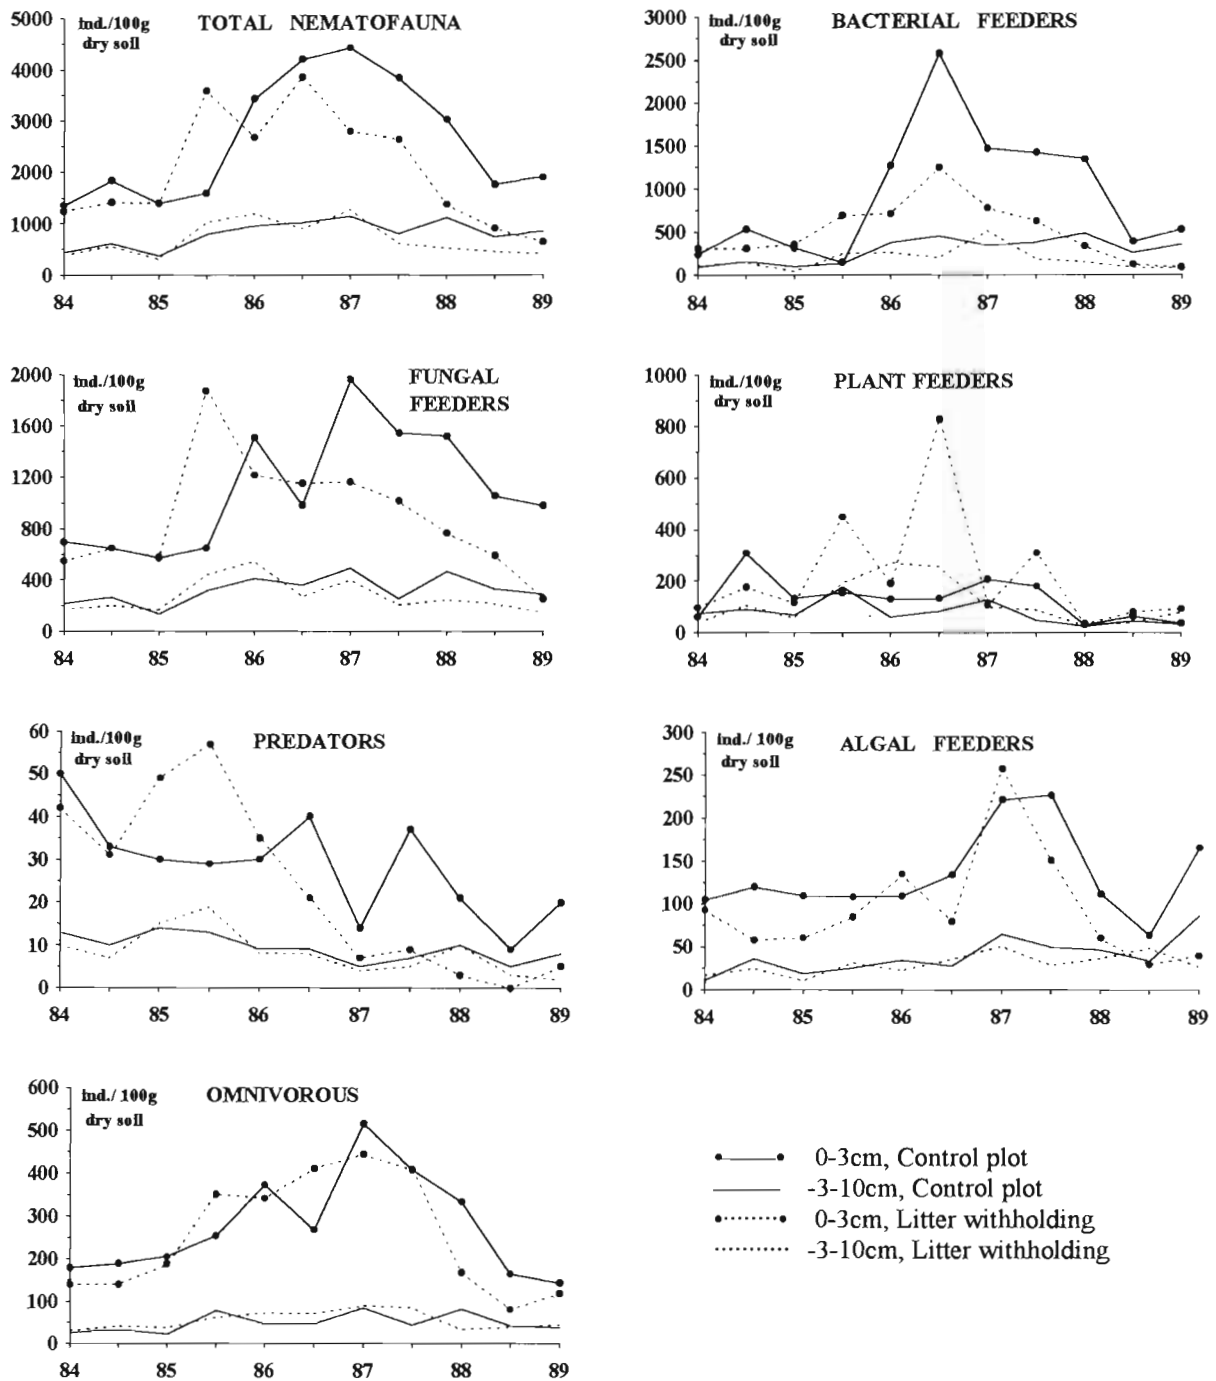 TOTAL NEMATOFAUNA
ind./100g
dry soil
5000
4000
3000
2000
1000
0
84 85 86 87 88 89
BACTERIAL FEEDERS
ind./100g
dry soil
3000
2500
2000
1500
1000
500
0
84 85 86 87 88 89
FUNGAL
FEEDERS
ind./100g
dry soil
2000
1600
1200
800
400
0
84 85 86 87 88 89
PLANT FEEDERS
ind./100g
dry soil
1000
800
600
400
200
0
84 85 86 87 88 89
PREDATORS
ind./100g
dry soil
60
50
40
30
20
10
0
84 85 86 87 88 89
ALGAL FEEDERS
ind./ 100g
dry soil
300
250
200
150
100
50
0
84 85 86 87 88 89
OMNIVOROUS
ind./ 100g
dry soil
600
500
400
300
200
100
0
84 85 86 87 88 89
0-3cm, Control plot
-3-10cm, Control plot
0-3cm, Litter withholding
-3-10cm, Litter withholding